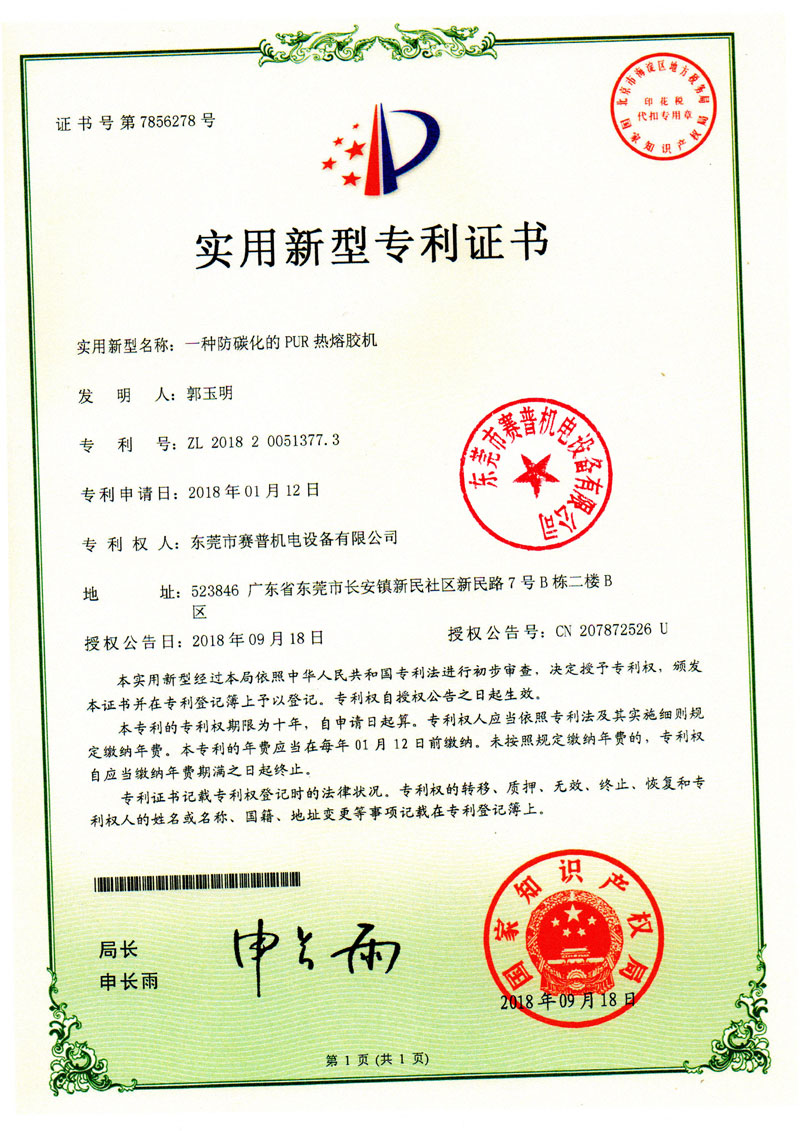 证书号第7856278号
北京市海淀区地方税务局
印花税
代扣专用章
国家知识产权局
实用新型专利证书
实用新型名称：一种防碳化的PUR热熔胶机
发明人：郭玉明
专利号：ZL 2018 2 0051377.3
专利申请日：2018年01月12日
专利权人：东莞市赛普机电设备有限公司
东莞市赛普机电设备有限公司
地址：523846 广东省东莞市长安镇新民社区新民路7号B栋二楼B
区
授权公告日：2018年09月18日 授权公告号：CN 207872526 U
本实用新型经过本局依照中华人民共和国专利法进行初步审查，决定授予专利权，颁发
本证书并在专利登记簿上予以登记。专利权自授权公告之日起生效。
本专利的专利权期限为十年，自申请日起算。专利权人应当依照专利法及其实施细则规
定缴纳年费。本专利的年费应当在每年01月12日前缴纳。未按照规定缴纳年费的，专利权
自应当缴纳年费期满之日起终止。
专利证书记载专利权登记时的法律状况。专利权的转移、质押、无效、终止、恢复和专
利权人的姓名或名称、国籍、地址变更等事项记载在专利登记簿上。
局长
申长雨
申长雨
国家知识产权局
2018年09月18日
第1页(共1页)